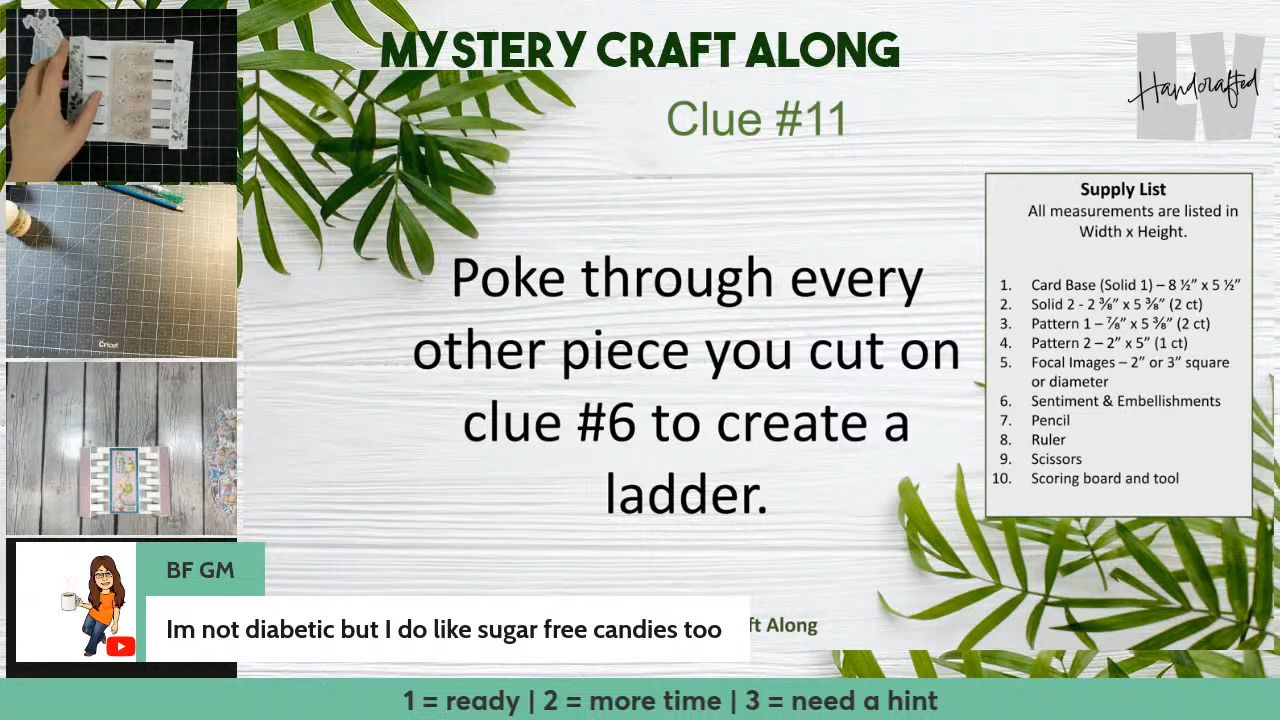 MYSTERY CRAFT ALONG
Clue #11
Handcrafted
Poke through every
other piece you cut on
clue #6 to create a
ladder.
Supply List
All measurements are listed in
Width x Height.
1. Card Base (Solid 1) – 8 ½” x 5 ½”
2. Solid 2 - 2 ⅜” x 5 ⅜” (2 ct)
3. Pattern 1 – ⅞” x 5 ⅜” (2 ct)
4. Pattern 2 – 2” x 5” (1 ct)
5. Focal Images – 2” or 3” square
or diameter
6. Sentiment & Embellishments
7. Pencil
8. Ruler
9. Scissors
10. Scoring board and tool
Cricut
BF GM
Im not diabetic but I do like sugar free candies too
ft Along
1 = ready | 2 = more time | 3 = need a hint